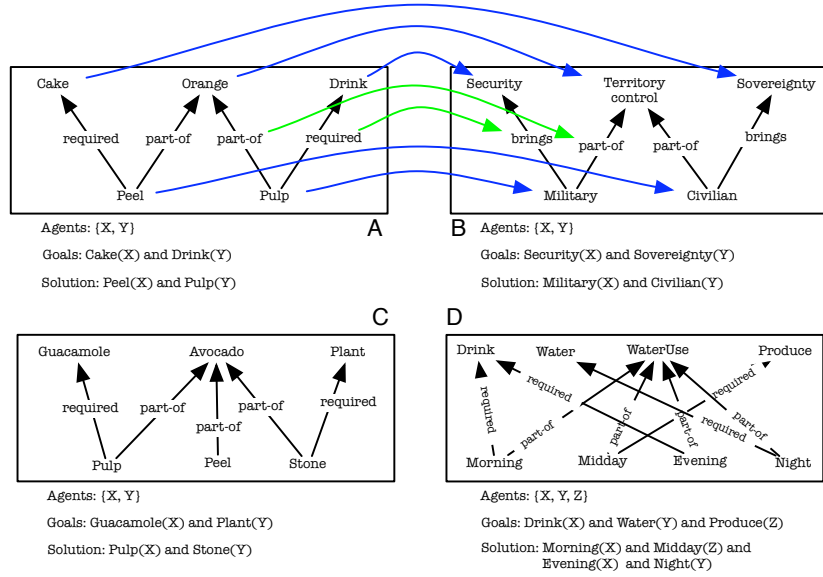 Cake Orange Drink
required part-of part-of required
Peel Pulp
A
Agents: {X, Y}
Goals: Cake(X) and Drink(Y)
Solution: Peel(X) and Pulp(Y)
Security Territory control Sovereignty
brings part-of part-of brings
Military Civilian
B
Agents: {X, Y}
Goals: Security(X) and Sovereignty(Y)
Solution: Military(X) and Civilian(Y)
C
Guacamole Avocado Plant
required part-of part-of part-of required
Pulp Peel Stone
Agents: {X, Y}
Goals: Guacamole(X) and Plant(Y)
Solution: Pulp(X) and Stone(Y)
D
Drink Water WaterUse Produce
required part-of required part-of part-of required required part-of
Morning Midday Evening Night
Agents: {X, Y, Z}
Goals: Drink(X) and Water(Y) and Produce(Z)
Solution: Morning(X) and Midday(Z) and
Evening(X) and Night(Y)